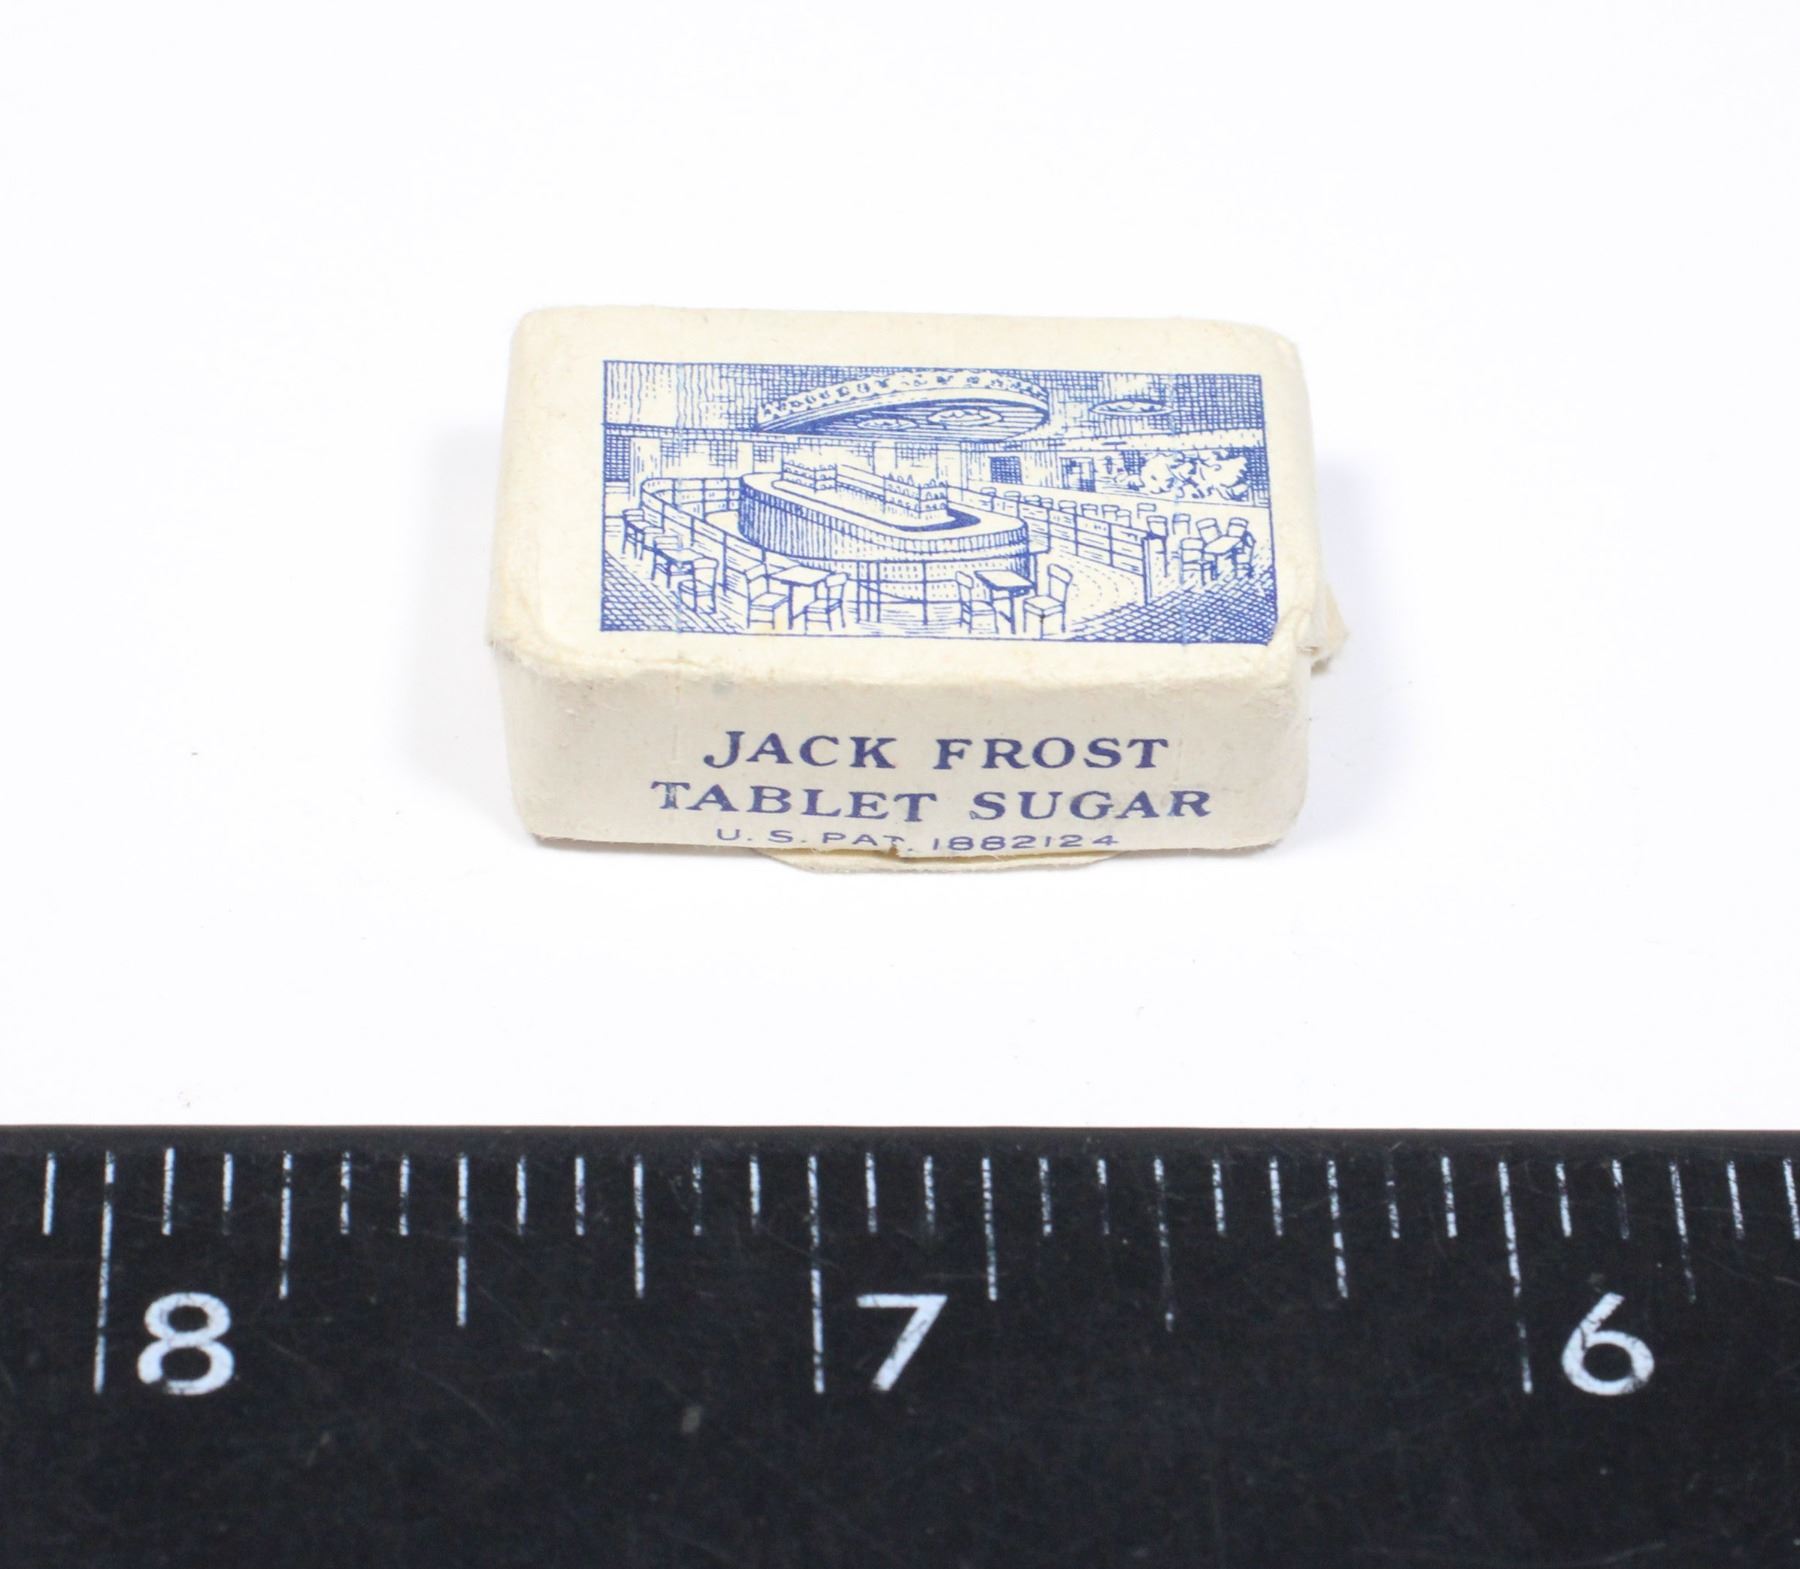 JACK FROST
TABLET SUGAR
U.S. PAT. 1882124
8 7 6